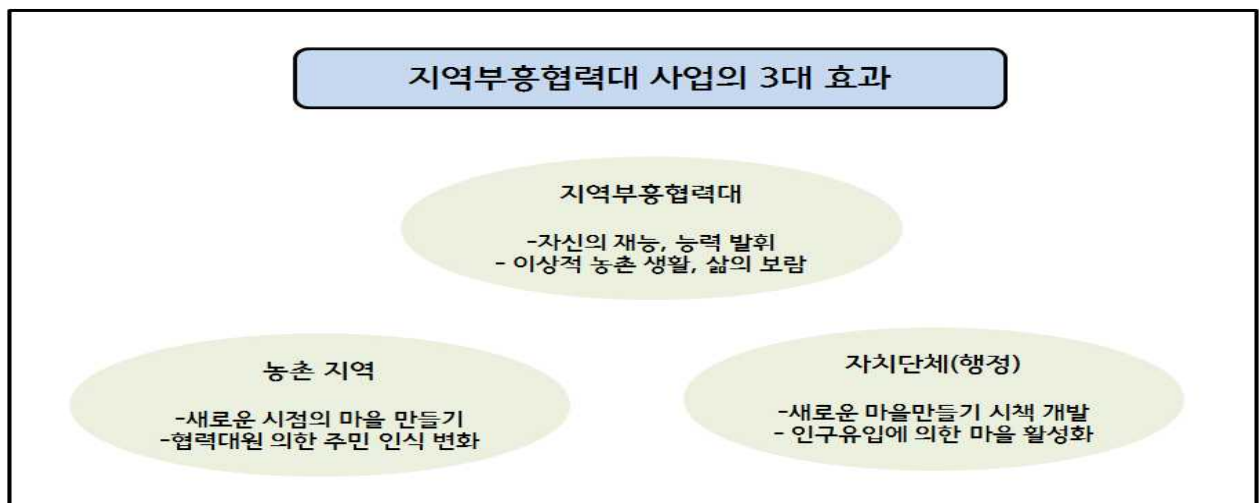 지역부흥협력대 사업의 3대 효과
지역부흥협력대
-자신의 재능, 능력 발휘
- 이상적 농촌 생활, 삶의 보람
농촌 지역
-새로운 시점의 마을 만들기
-협력대원 의한 주민 인식 변화
자치단체(행정)
-새로운 마을만들기 시책 개발
- 인구유입에 의한 마을 활성화